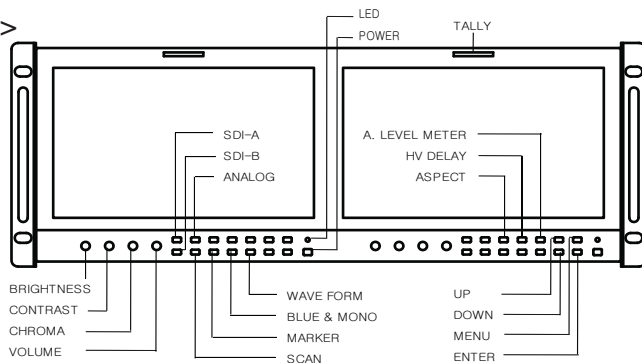 >
LED
POWER
TALLY
SDI-A
SDI-B
ANALOG
A. LEVEL METER
HV DELAY
ASPECT
BRIGHTNESS
CONTRAST
CHROMA
VOLUME
WAVE FORM
BLUE & MONO
MARKER
SCAN
UP
DOWN
MENU
ENTER